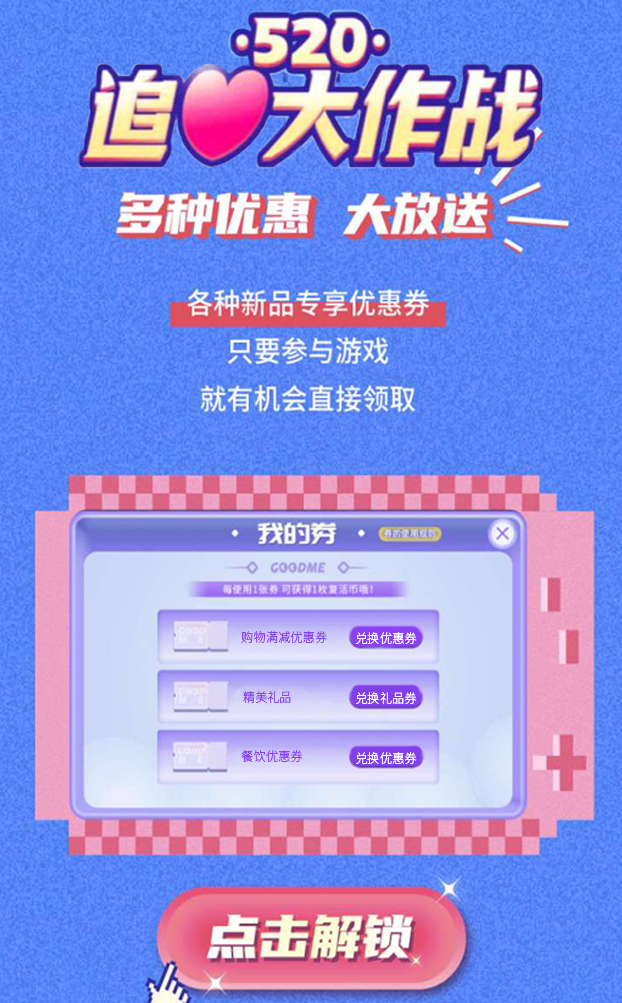 ·520·
追大作战
多种优惠 大放送
各种新品专享优惠券
只要参与游戏
就有机会直接领取
我的券
GOODME
每使用1张券 可获得1枚复活币哦!
购物满减优惠券 兑换优惠券
精美礼品 兑换礼品券
餐饮优惠券 兑换优惠券
点击解锁